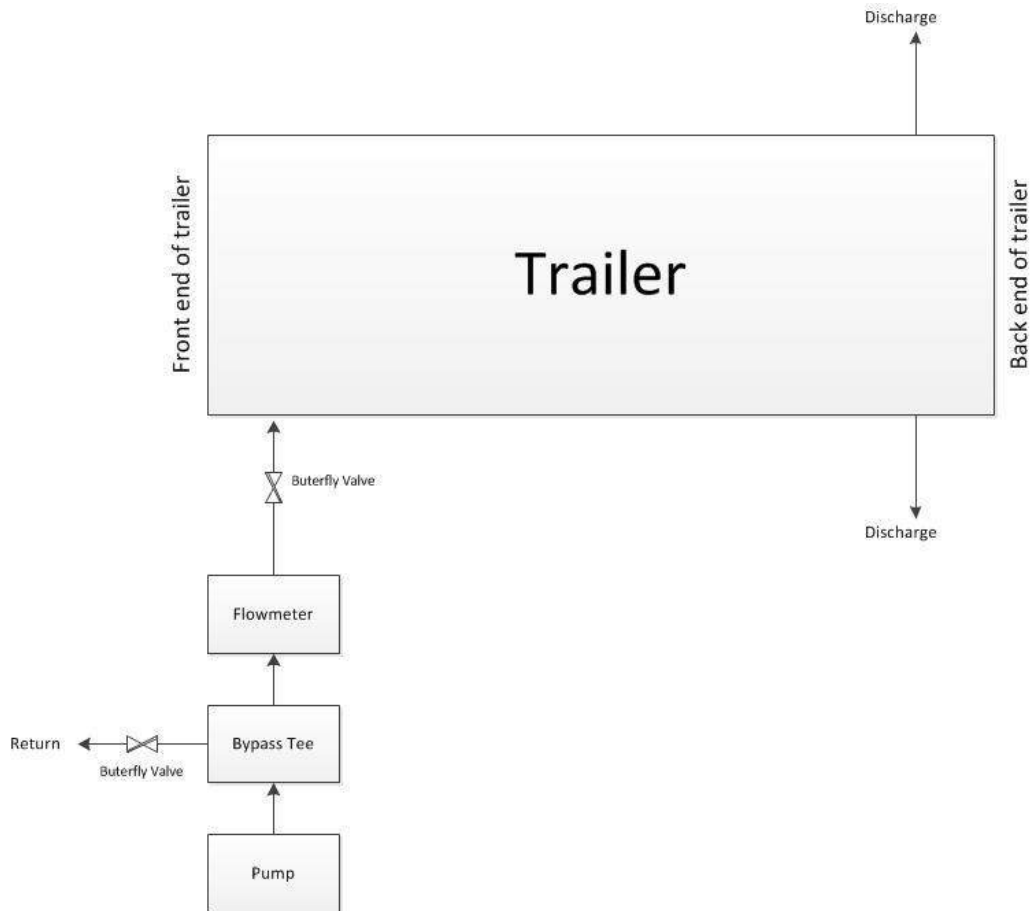 Discharge
Front end of trailer
Trailer
Back end of trailer
Buterfly Valve
Discharge
Flowmeter
Return
Bypass Tee
Buterfly Valve
Pump